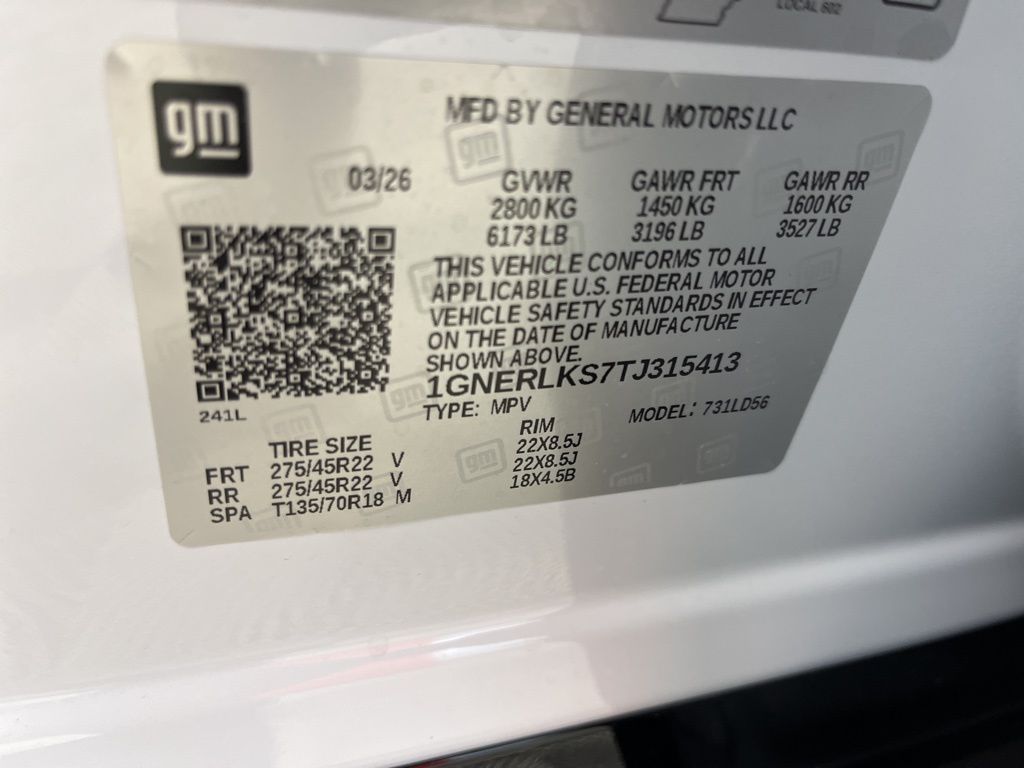 LOCAL 602
gm
MFD BY GENERAL MOTORS LLC
03/26
GVWR GAWR FRT GAWR RR
2800 KG 1450 KG 1600 KG
6173 LB 3196 LB 3527 LB
THIS VEHICLE CONFORMS TO ALL
APPLICABLE U.S. FEDERAL MOTOR
VEHICLE SAFETY STANDARDS IN EFFECT
ON THE DATE OF MANUFACTURE
SHOWN ABOVE.
1GNERLKS7TJ315413
241L
TYPE: MPV MODEL: 731LD56
TIRE SIZE RIM
FRT 275/45R22 V 22X8.5J
RR 275/45R22 V 22X8.5J
SPA T135/70R18 M 18X4.5B